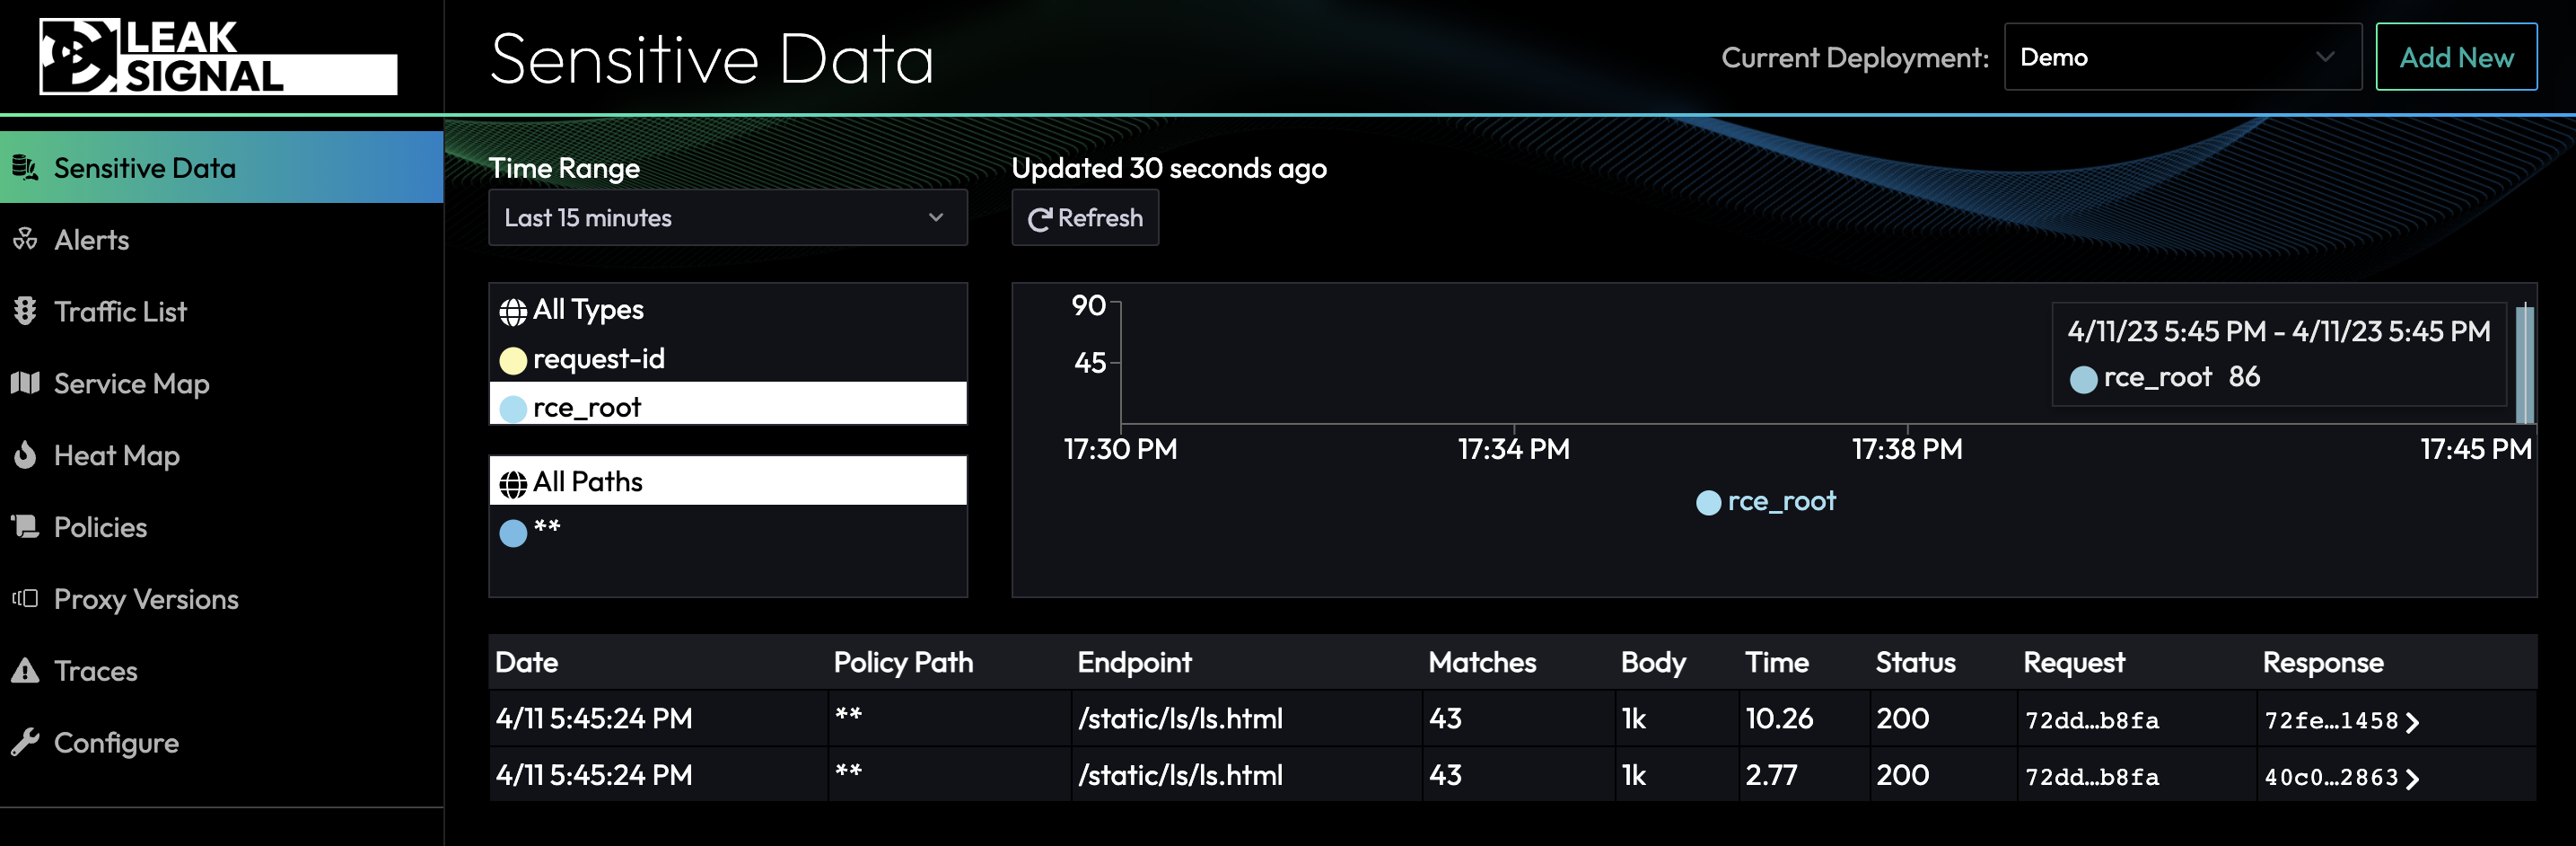 LEAK
SIGNAL
Sensitive Data
Current Deployment:
Demo
Add New
Sensitive Data
Alerts
Traffic List
Service Map
Heat Map
Policies
Proxy Versions
Traces
Configure
Time Range
Last 15 minutes
Updated 30 seconds ago
Refresh
All Types
request-id
rce_root
All Paths
**
90
45
4/11/23 5:45 PM - 4/11/23 5:45 PM
rce_root 86
17:30 PM 17:34 PM 17:38 PM 17:45 PM
rce_root
Date Policy Path Endpoint Matches Body Time Status Request Response
4/11 5:45:24 PM ** /static/ls/ls.html 43 1k 10.26 200 72dd…b8fa 72fe…1458
4/11 5:45:24 PM ** /static/ls/ls.html 43 1k 2.77 200 72dd…b8fa 40c0…2863